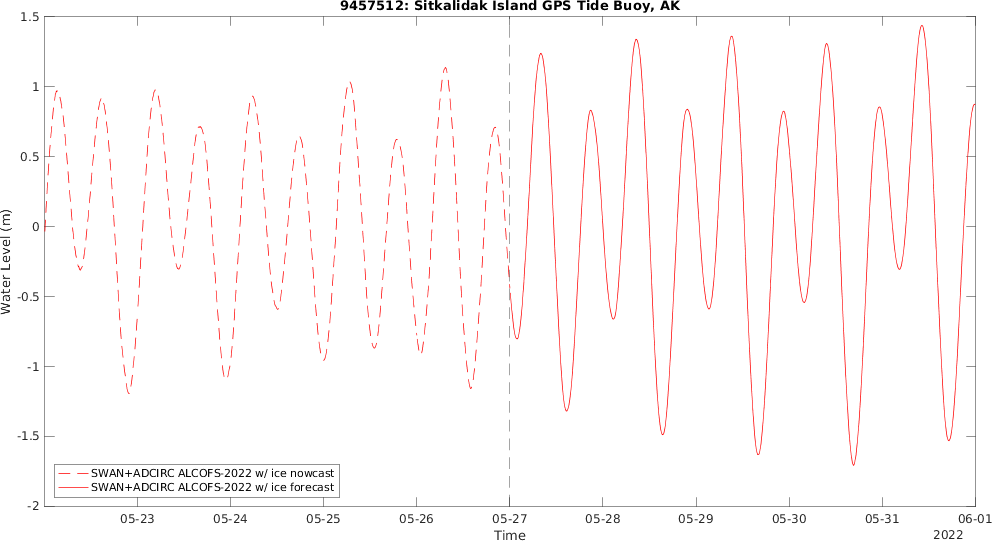 9457512: Sitkalidak Island GPS Tide Buoy, AK
1.5
1
0.5
0
-0.5
-1
-1.5
-2
Water Level (m)
SWAN+ADCIRC ALCOFS-2022 w/ ice nowcast
SWAN+ADCIRC ALCOFS-2022 w/ ice forecast
05-23 05-24 05-25 05-26 05-27 05-28 05-29 05-30 05-31 06-01
Time
2022